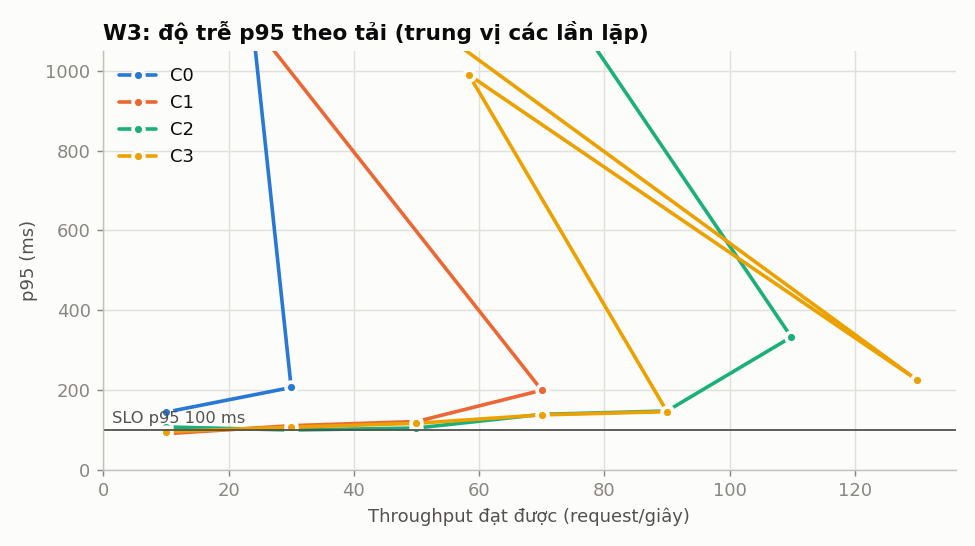 W3: độ trễ p95 theo tải (trung vị các lần lặp)
C0
C1
C2
C3
1000
800
600
400
200
0
p95 (ms)
SLO p95 100 ms
0 20 40 60 80 100 120
Throughput đạt được (request/giây)